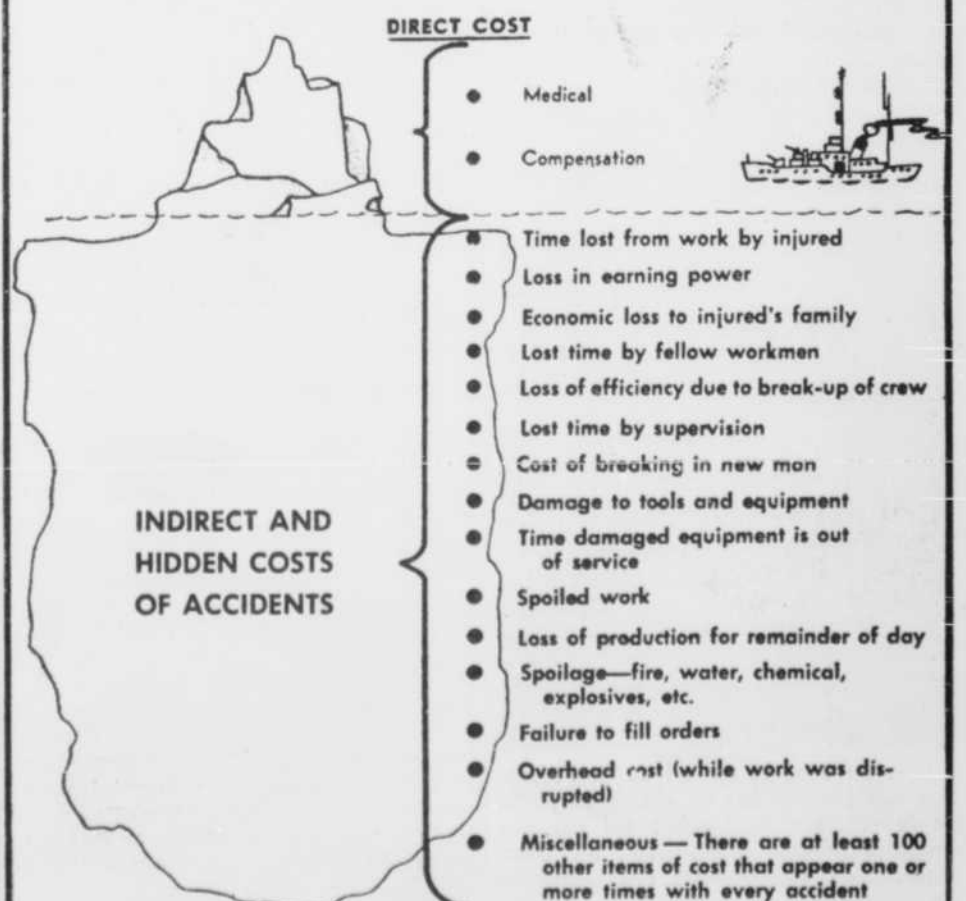 DIRECT COST
Medical
Compensation
Time lost from work by injured
Loss in earning power
Economic loss to injured's family
Lost time by fellow workmen
Loss of efficiency due to break-up of crew
Lost time by supervision
Cost of breaking in new man
Damage to tools and equipment
Time damaged equipment is out
of service
Spoiled work
Loss of production for remainder of day
Spoilage—fire, water, chemical,
explosives, etc.
Failure to fill orders
Overhead cost (while work was dis-
rupted)
Miscellaneous — There are at least 100
other items of cost that appear one or
more times with every accident
INDIRECT AND
HIDDEN COSTS
OF ACCIDENTS